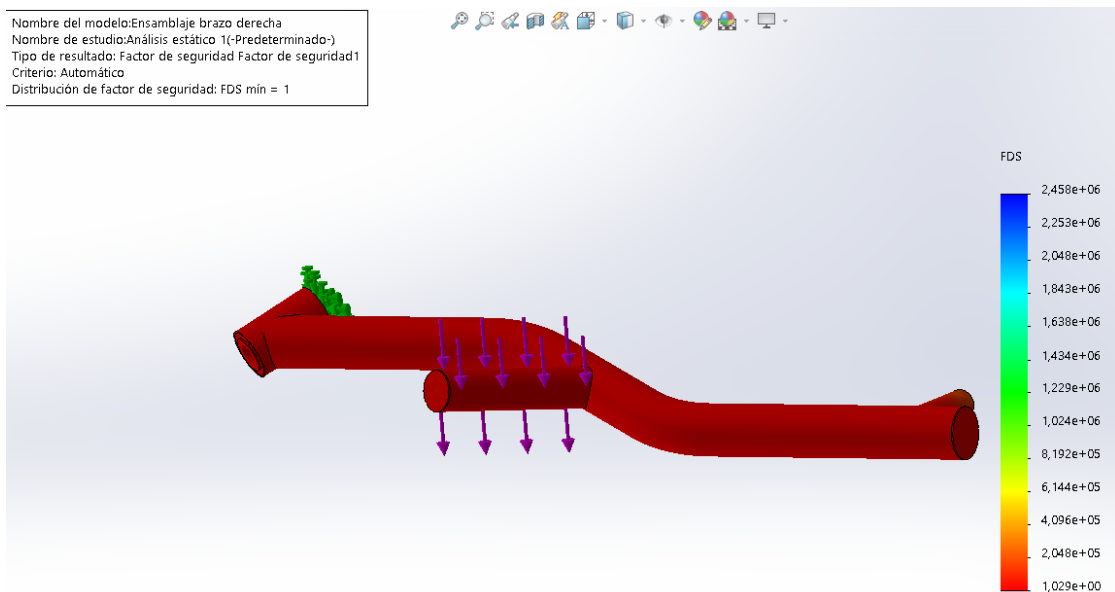 Nombre del modelo:Ensamblaje brazo derecha
Nombre de estudio:Análisis estático 1(-Predeterminado-)
Tipo de resultado: Factor de seguridad Factor de seguridad1
Criterio: Automático
Distribución de factor de seguridad: FDS mín = 1
FDS
2,458e+06
2,253e+06
2,048e+06
1,843e+06
1,638e+06
1,434e+06
1,229e+06
1,024e+06
8,192e+05
6,144e+05
4,096e+05
2,048e+05
1,029e+00